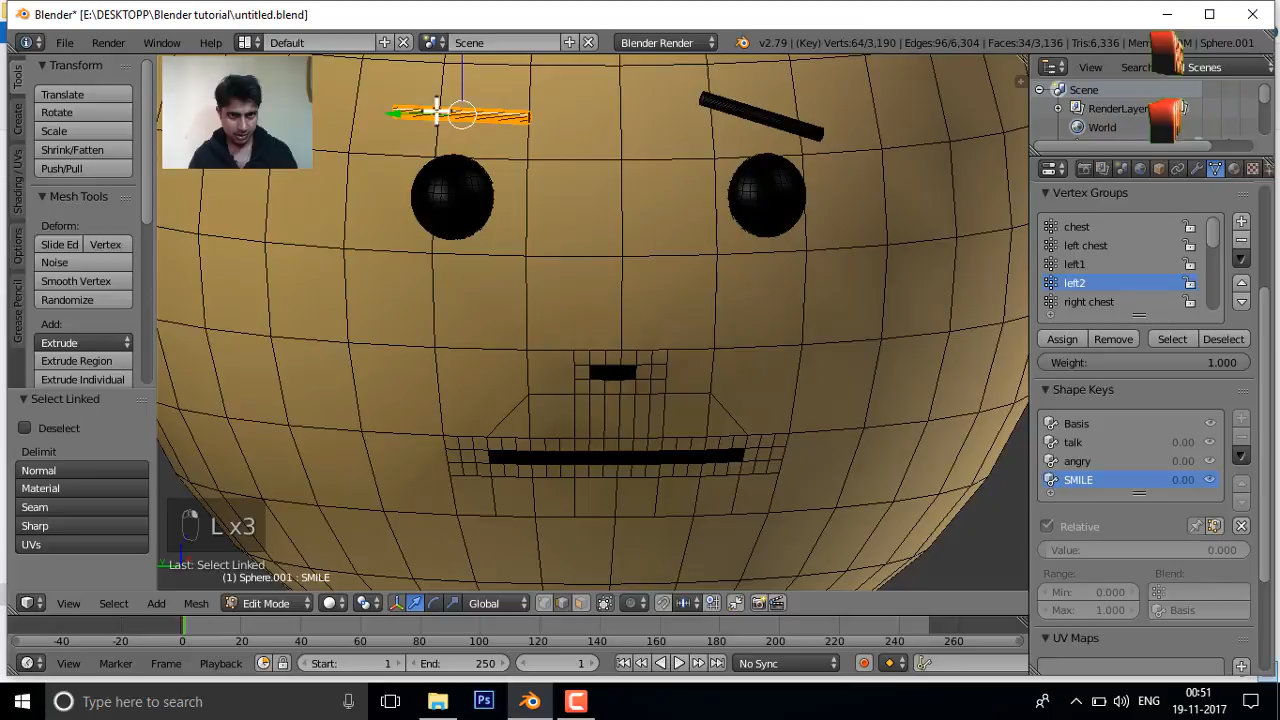 Blender* [E:\DESKTOPP\Blender tutorial\untitled.blend]
File Render Window Help Default Scene Blender Render v2.79 | (Key) Verts:64/3,190 | Edges:96/6,304 | Faces:34/3,136 | Tris:6,336 | Mem: | Sphere.001
View Search Scenes
Scene
RenderLayer
World
Tools
Create
Shading / UVs
Options
Grease Pencil
Transform
Translate
Rotate
Scale
Shrink/Fatten
Push/Pull
Mesh Tools
Deform:
Slide Ed Vertex
Noise
Smooth Vertex
Randomize
Add:
Extrude
Extrude Region
Extrude Individual
Select Linked
Deselect
Delimit
Normal
Material
Seam
Sharp
UVs
L x3
Last: Select Linked
(1) Sphere.001 : SMILE
Vertex Groups
chest
left chest
left1
left2
right chest
Assign Remove Select Deselect
Weight: 1.000
Shape Keys
Basis
talk 0.00
angry 0.00
SMILE 0.00
Relative
Value: 0.000
Range: Blend:
Min: 0.000
Max: 1.000 Basis
UV Maps
View Select Add Mesh Edit Mode Global
-40 -20 0 20 40 60 80 100 120 140 160 180 200 220 240 260
View Marker Frame Playback Start: 1 End: 250 1 No Sync
Type here to search
ENG
00:51
19-11-2017